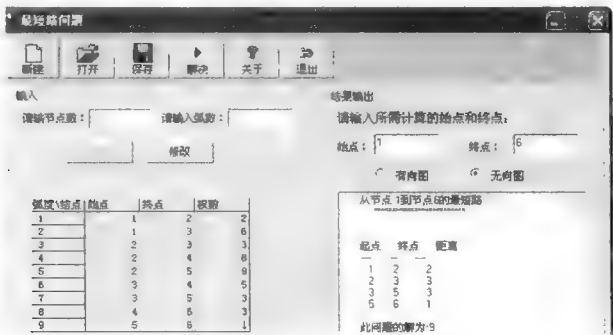 最短路问题
新建 打开 保存 解决 关于 退出
输入
请输节点数：
请输入弧数：
修改
弧度\结点 始点 终点 权数
1 1 2 2
2 1 3 6
3 2 3 3
4 2 4 8
5 2 5 9
6 3 4 5
7 3 5 3
8 4 6 3
9 5 6 1
结果输出
请输入所需计算的始点和终点：
始点： 1 终点： 6
有向图 无向图
从节点 1到节点6的最短路
起点 终点 距离
1 2 2
2 3 3
3 5 3
5 6 1
此问题的解为:9